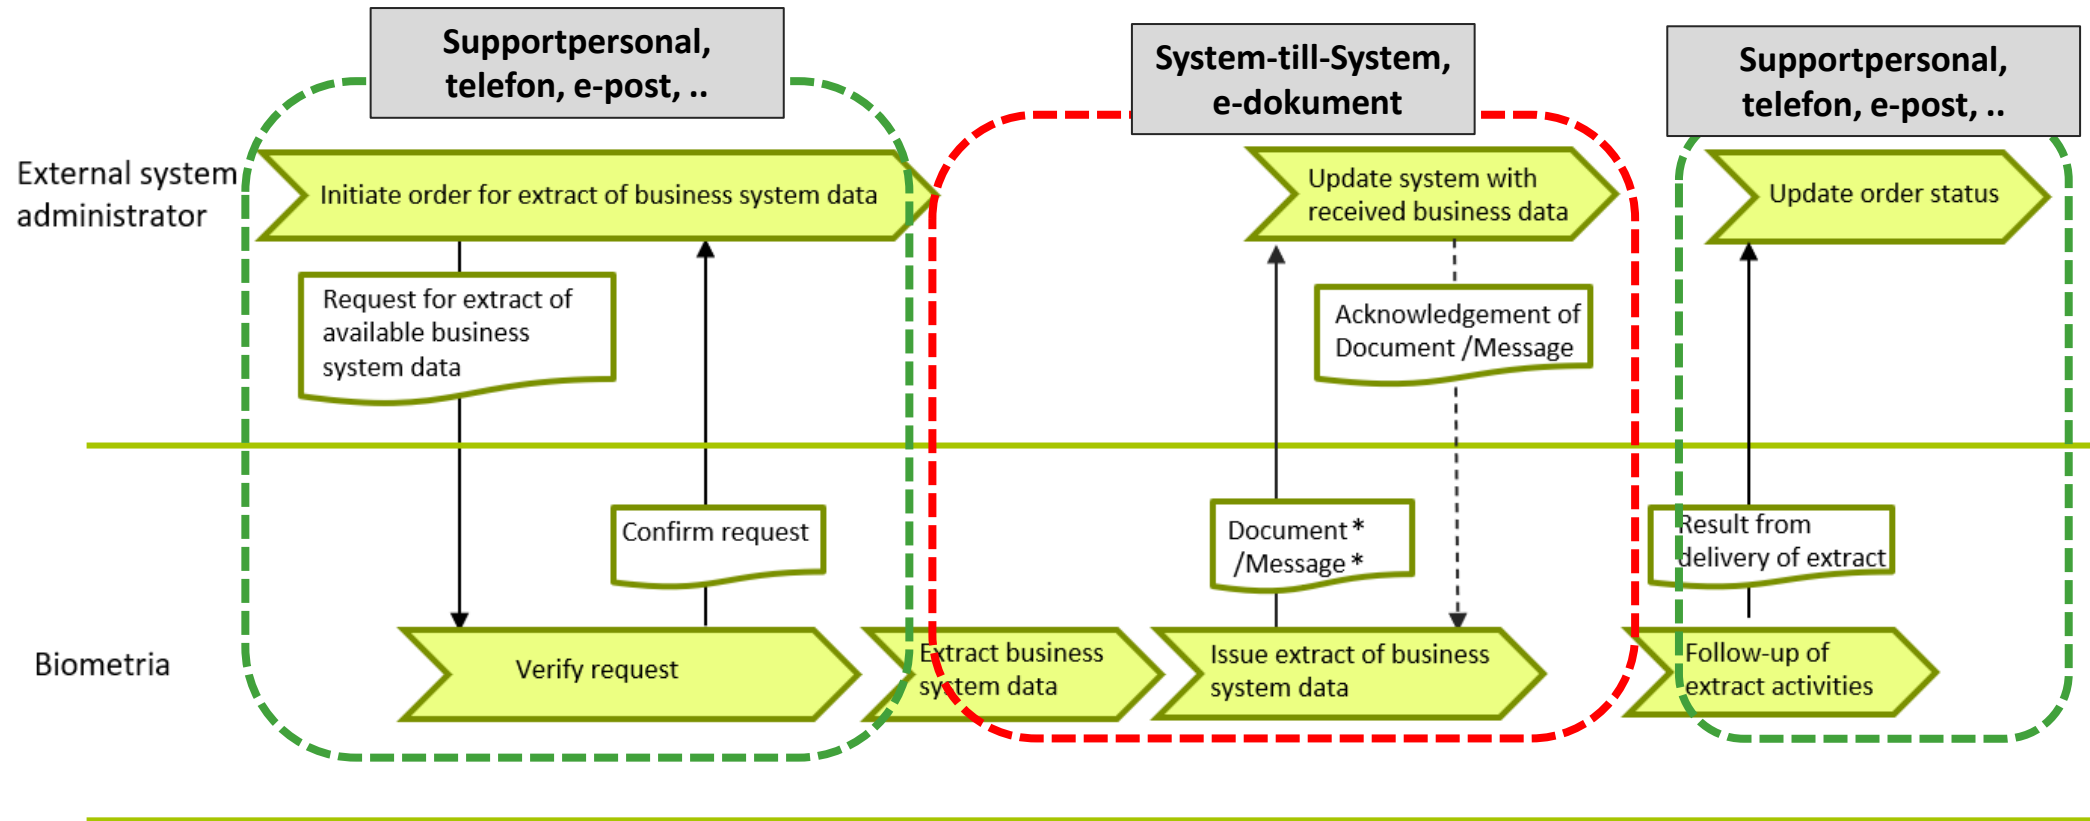 Supportpersonal,
telefon, e-post, ..
System-till-System,
e-dokument
Supportpersonal,
telefon, e-post, ..
External system
administrator
Initiate order for extract of business system data
Update system with
received business data
Update order status
Request for extract of
available business
system data
Acknowledgement of
Document /Message
Confirm request
Document *
/Message *
Result from
delivery of extract
Biometria
Verify request
Extract business
system data
Issue extract of business
system data
Follow-up of
extract activities